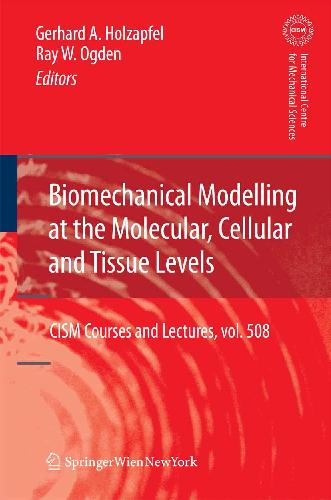 Gerhard A. Holzapfel
Ray W. Ogden
Editors
CISM
International Centre
for Mechanical Sciences
Biomechanical Modelling
at the Molecular, Cellular
and Tissue Levels
CISM Courses and Lectures, vol. 508
SpringerWienNewYork